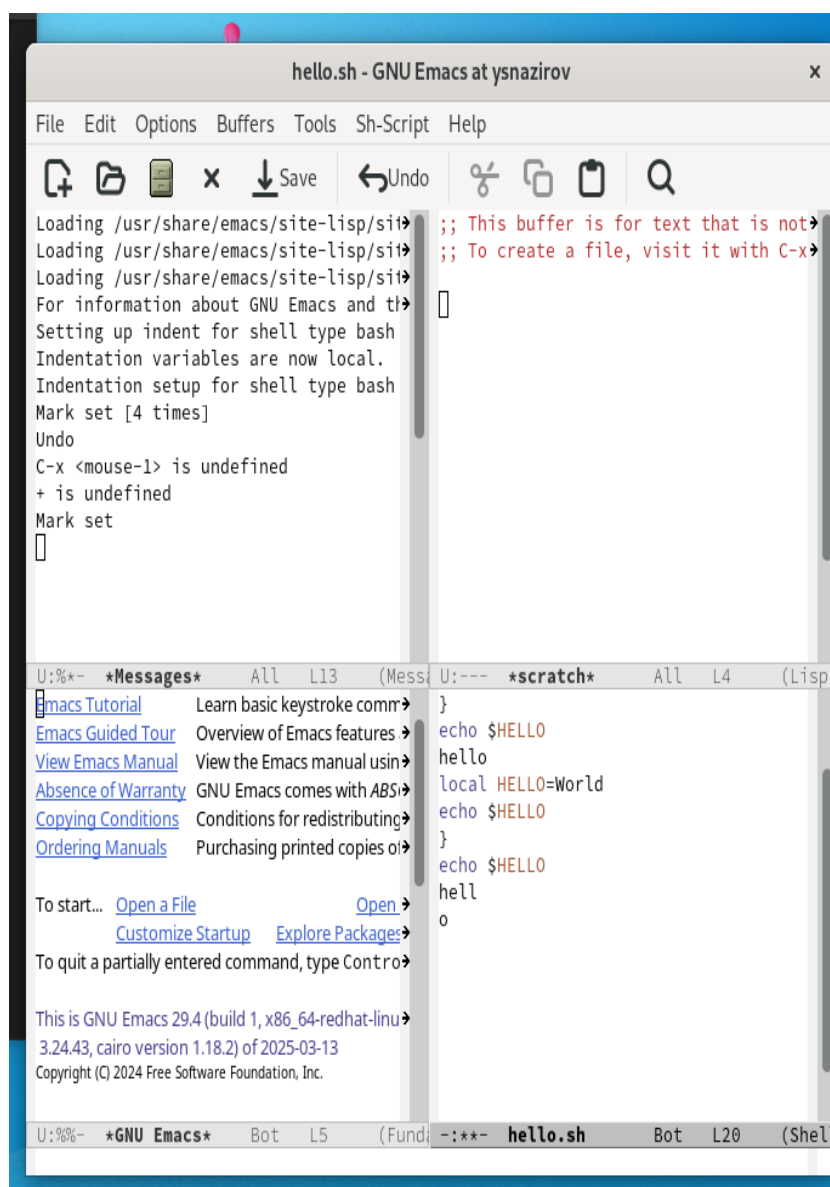 hello.sh - GNU Emacs at ysnazirov
File Edit Options Buffers Tools Sh-Script Help
Save Undo
Loading /usr/share/emacs/site-lisp/sit
Loading /usr/share/emacs/site-lisp/sit
Loading /usr/share/emacs/site-lisp/sit
For information about GNU Emacs and th
Setting up indent for shell type bash
Indentation variables are now local.
Indentation setup for shell type bash
Mark set [4 times]
Undo
C-x <mouse-1> is undefined
+ is undefined
Mark set
U:%*- *Messages* All L13 (Messa
;; This buffer is for text that is not
;; To create a file, visit it with C-x
U:--- *scratch* All L4 (Lisp
Emacs Tutorial Learn basic keystroke comm
Emacs Guided Tour Overview of Emacs features
View Emacs Manual View the Emacs manual usin
Absence of Warranty GNU Emacs comes with ABS
Copying Conditions Conditions for redistributing
Ordering Manuals Purchasing printed copies of
To start... Open a File Open
Customize Startup Explore Packages
To quit a partially entered command, type Contro
This is GNU Emacs 29.4 (build 1, x86_64-redhat-linu
3.24.43, cairo version 1.18.2) of 2025-03-13
Copyright (C) 2024 Free Software Foundation, Inc.
U:%%- *GNU Emacs* Bot L5 (Funda
}
echo $HELLO
hello
local HELLO=World
echo $HELLO
}
echo $HELLO
hell
o
-:**- hello.sh Bot L20 (Shel